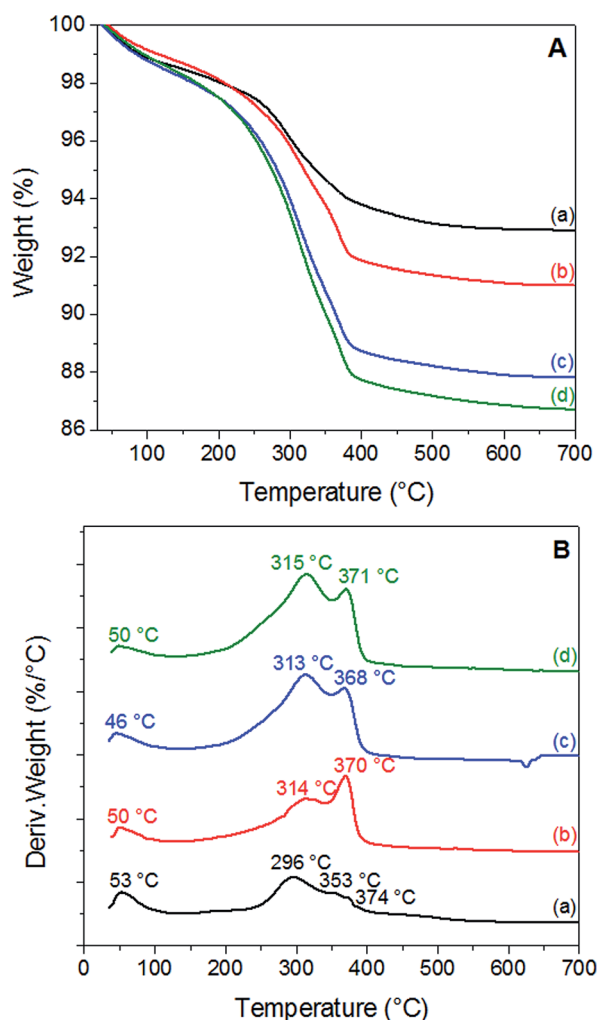 A
100
98
96
94
92
90
88
86
Weight (%)
(a)
(b)
(c)
(d)
100 200 300 400 500 600 700
Temperature (°C)
B
315 °C 371 °C
50 °C
(d)
313 °C 368 °C
46 °C
(c)
370 °C
314 °C
50 °C
(b)
296 °C
353 °C
53 °C
374 °C
(a)
Deriv.Weight (%/°C)
0 100 200 300 400 500 600 700
Temperature (°C)